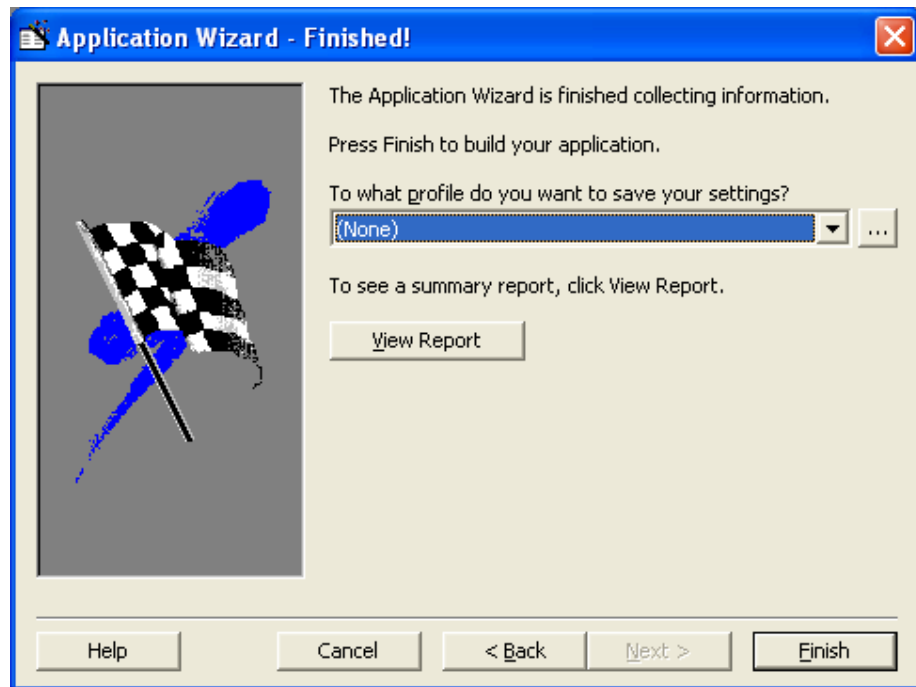 Application Wizard - Finished!
The Application Wizard is finished collecting information.
Press Finish to build your application.
To what profile do you want to save your settings?
(None)
...
To see a summary report, click View Report.
View Report
Help
Cancel
< Back
Next >
Finish